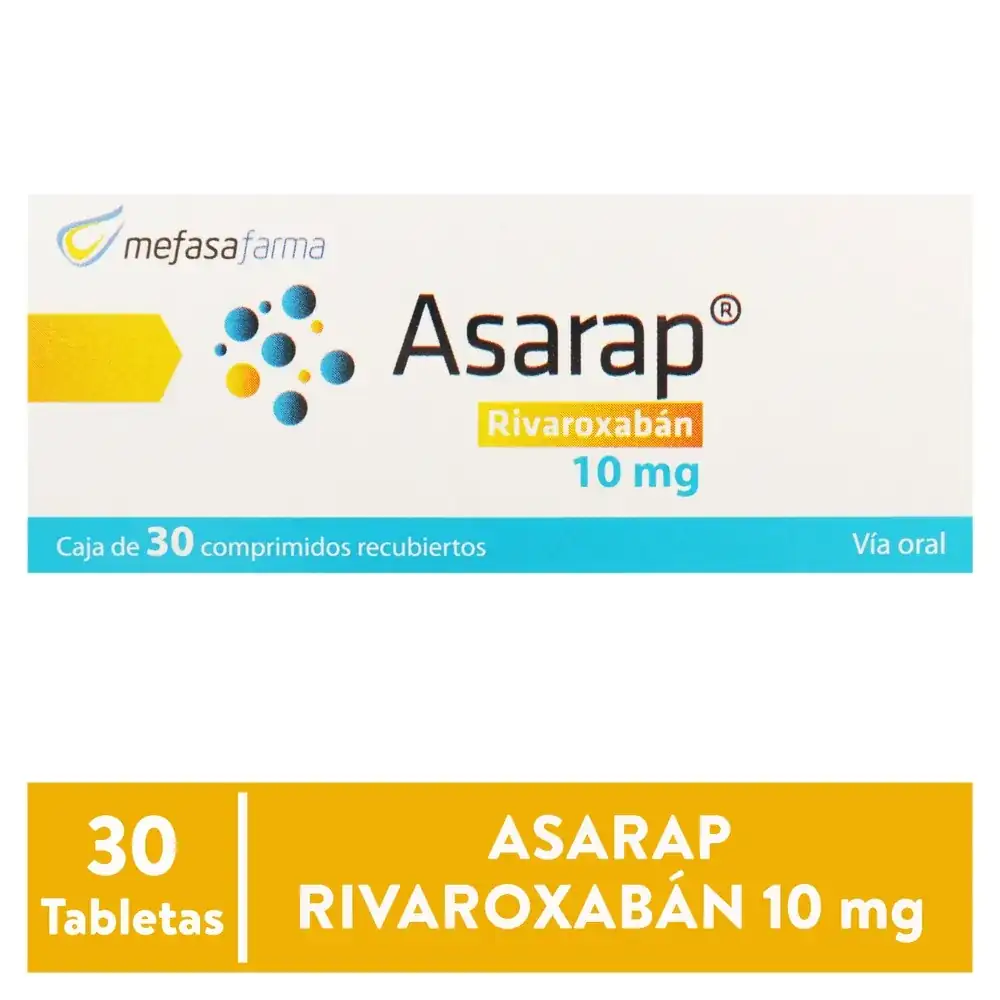 mefasafarma
Asarap®
Rivaroxabán
10 mg
Caja de 30 comprimidos recubiertos
Vía oral
30
Tabletas
ASARAP
RIVAROXABÁN 10 mg